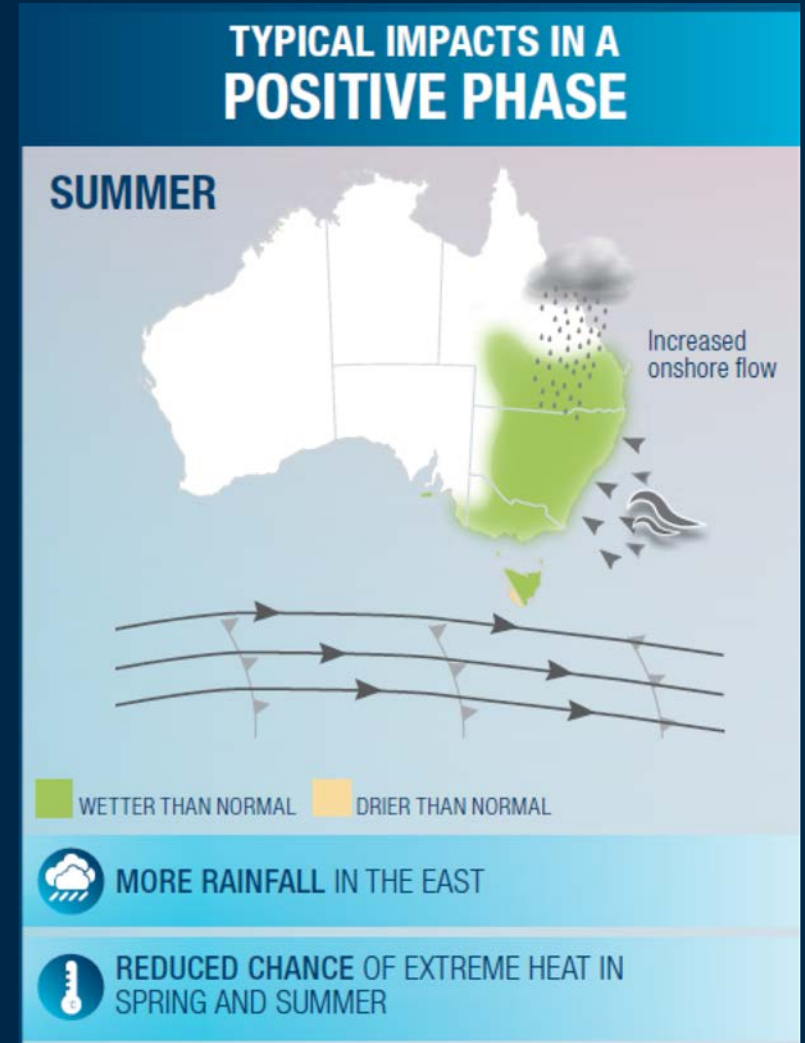 TYPICAL IMPACTS IN A
POSITIVE PHASE
SUMMER
Increased
onshore flow
WETTER THAN NORMAL
DRIER THAN NORMAL
MORE RAINFALL IN THE EAST
REDUCED CHANCE OF EXTREME HEAT IN
SPRING AND SUMMER